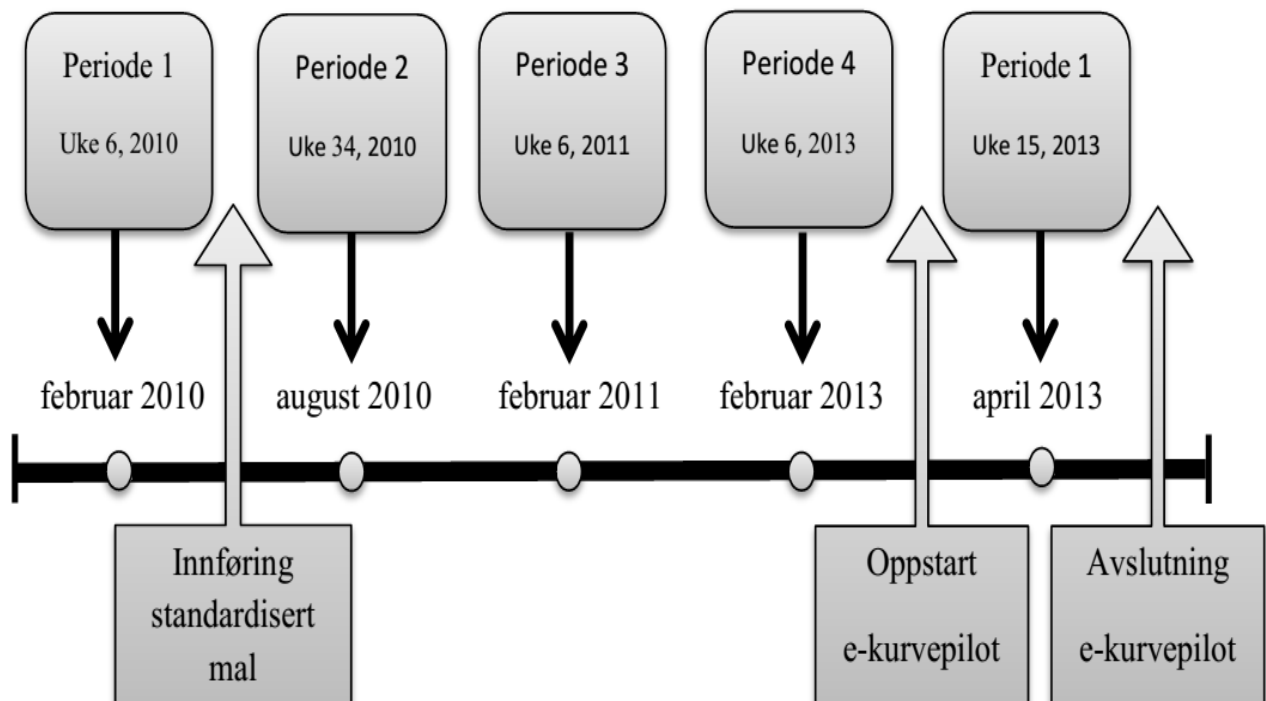 Periode 1
Uke 6, 2010
Periode 2
Uke 34, 2010
Periode 3
Uke 6, 2011
Periode 4
Uke 6, 2013
Periode 1
Uke 15, 2013
februar 2010
august 2010
februar 2011
februar 2013
april 2013
Innføring
standardisert
mal
Oppstart
e-kurvepilot
Avslutning
e-kurvepilot